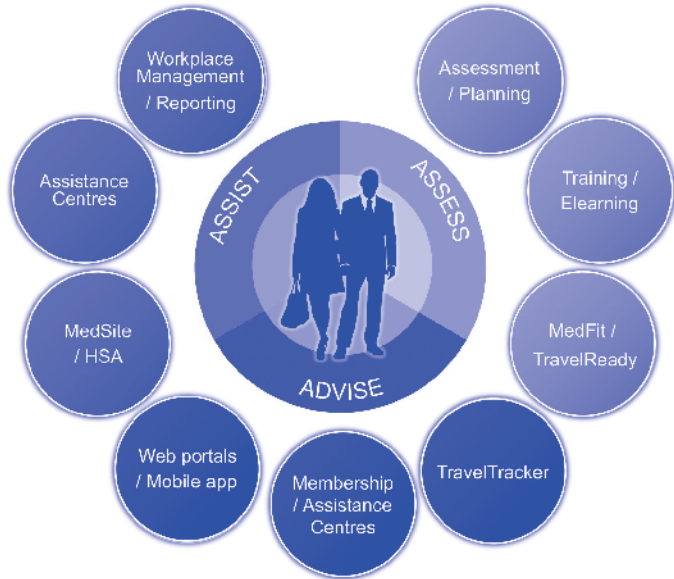 Workplace
Management
/ Reporting
Assessment
/ Planning
Assistance
Centres
Training /
Elearning
ASSIST
ASSESS
ADVISE
MedSite
/ HSA
MedFit /
TravelReady
Web portals
/ Mobile app
Membership
/ Assistance
Centres
TravelTracker